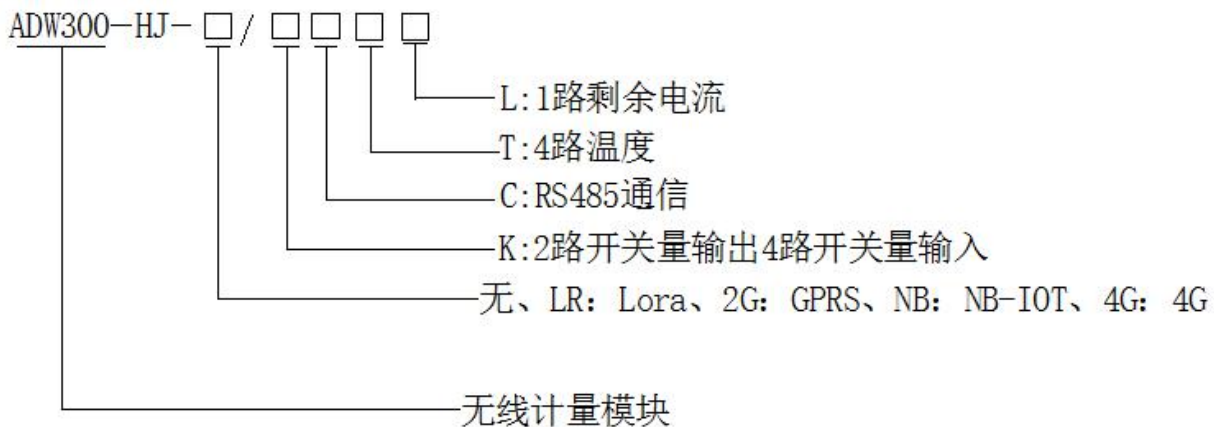 ADW300-HJ-□/□□□□
L:1路剩余电流
T:4路温度
C:RS485通信
K:2路开关量输出4路开关量输入
无、LR: Lora、2G: GPRS、NB: NB-IOT、4G: 4G
无线计量模块